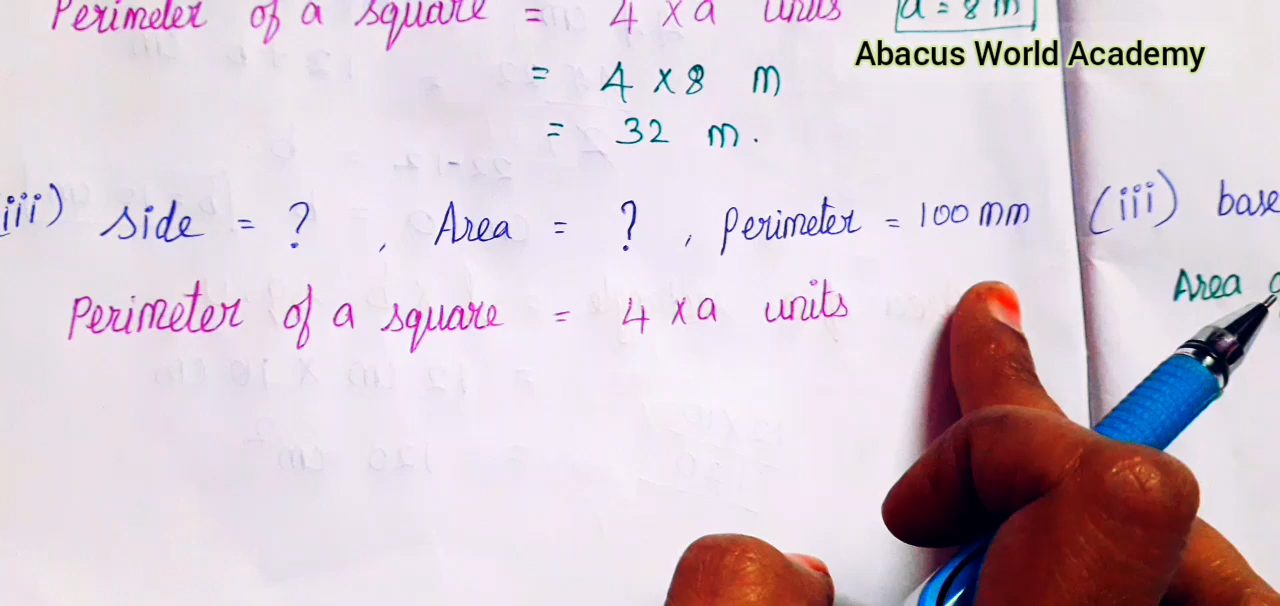 Perimeter of a square = 4 x a units a = 8 m
Abacus World Academy
= 4 x 8 m
= 32 m.
iii) side = ? , Area = ? , Perimeter = 100 mm
(iii) base
Perimeter of a square = 4 x a units
Area